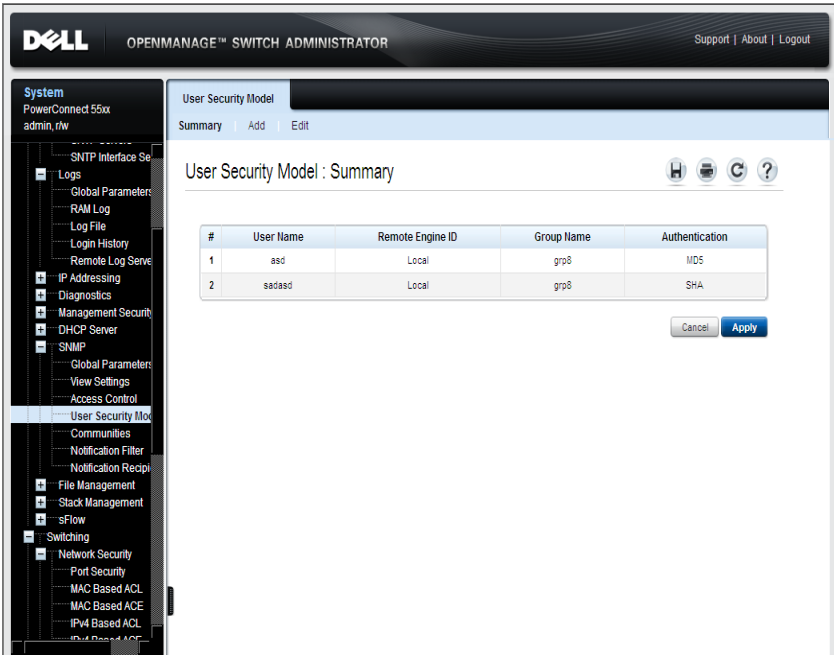 DELL OPENMANAGE™ SWITCH ADMINISTRATOR
Support | About | Logout
System
PowerConnect 55xx
admin, r/w
SNTP Interface Se
Logs
Global Parameters
RAM Log
Log File
Login History
Remote Log Serve
IP Addressing
Diagnostics
Management Securit
DHCP Server
SNMP
Global Parameters
View Settings
Access Control
User Security Mod
Communities
Notification Filter
Notification Recipi
File Management
Stack Management
sFlow
Switching
Network Security
Port Security
MAC Based ACL
MAC Based ACE
IPv4 Based ACL
IPv4 Based ACE
User Security Model
Summary | Add | Edit
User Security Model : Summary
# User Name Remote Engine ID Group Name Authentication
1 asd Local grp8 MD5
2 sadasd Local grp8 SHA
Cancel Apply